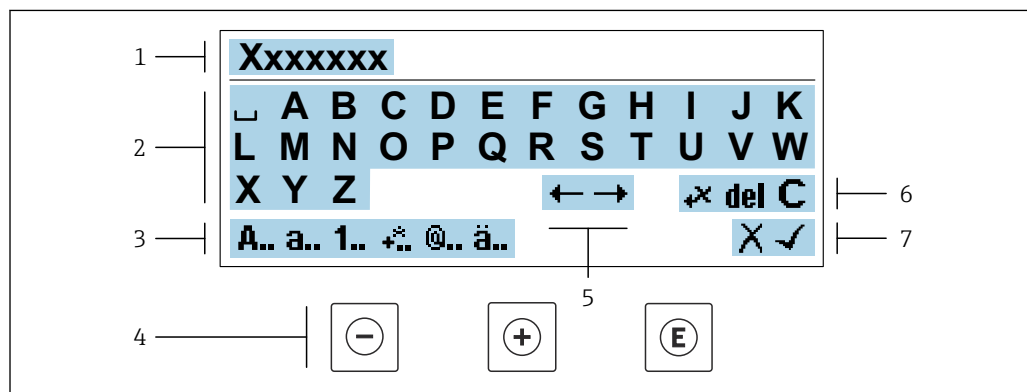 1 Xxxxxxx
␣ A B C D E F G H I J K
2 L M N O P Q R S T U V W
X Y Z ← → +x del C 6
3 A.. a.. 1.. +*.. @.. ä.. X ✓ 7
5
4 − + E